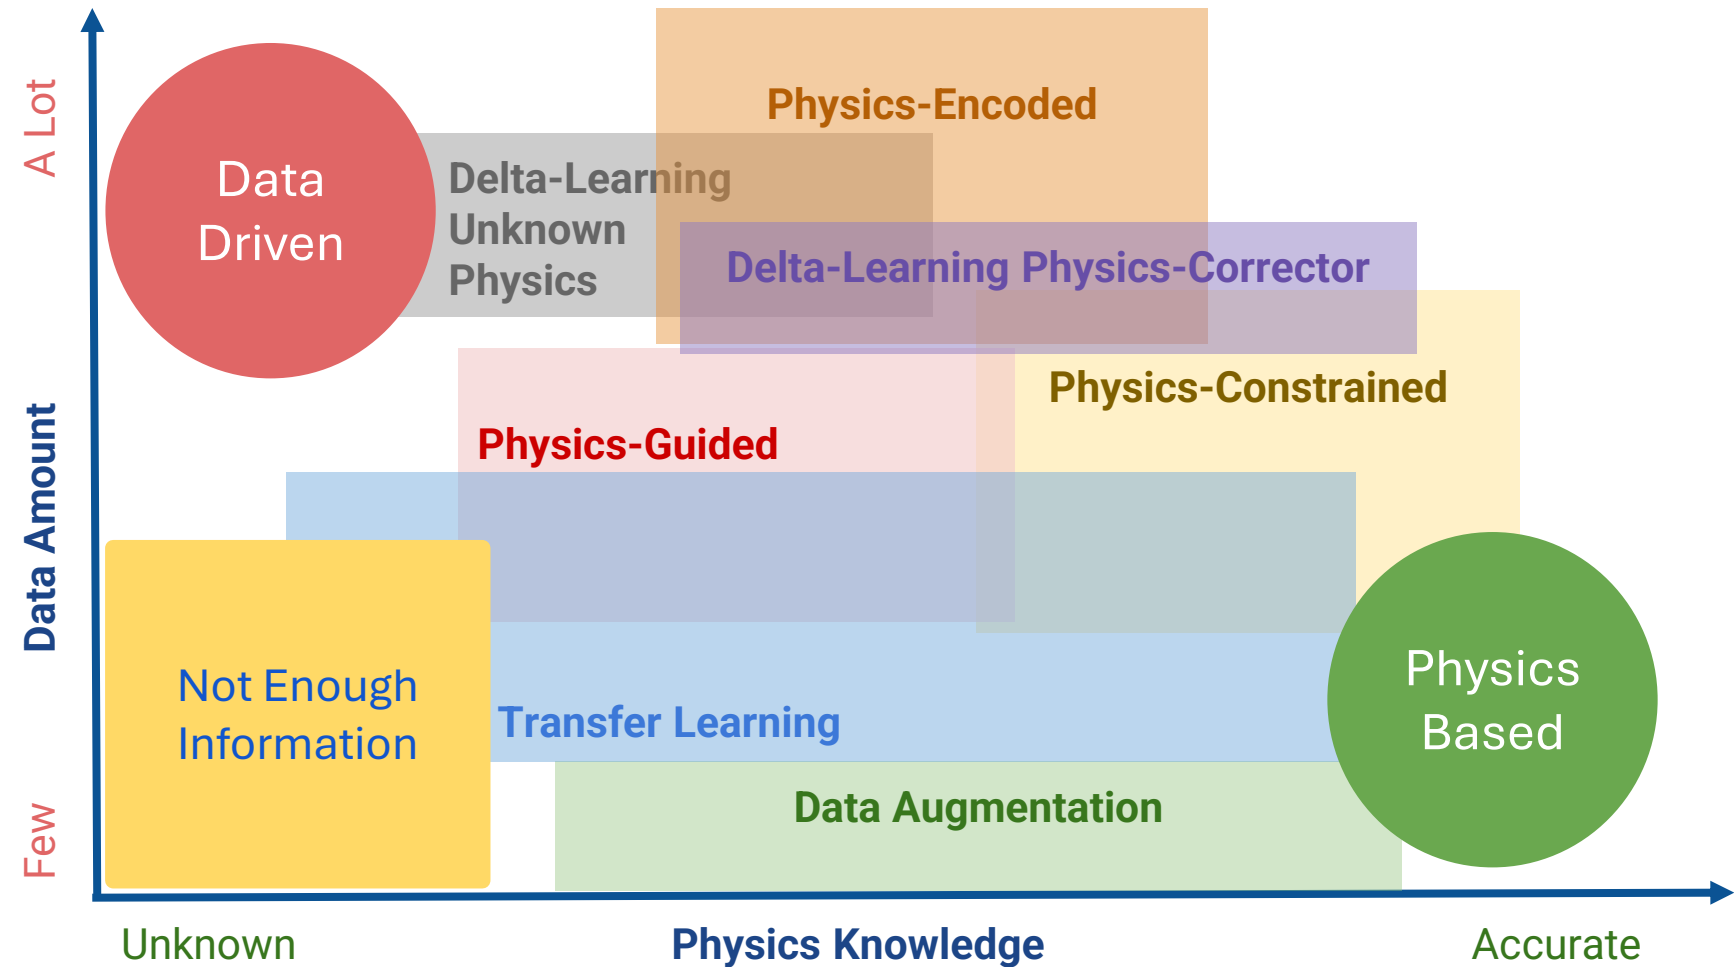 A Lot
Data Amount
Few
Data
Driven
Physics-Encoded
Delta-Learning
Unknown
Physics
Delta-Learning Physics-Corrector
Physics-Constrained
Physics-Guided
Not Enough
Information
Transfer Learning
Physics
Based
Data Augmentation
Unknown
Physics Knowledge
Accurate